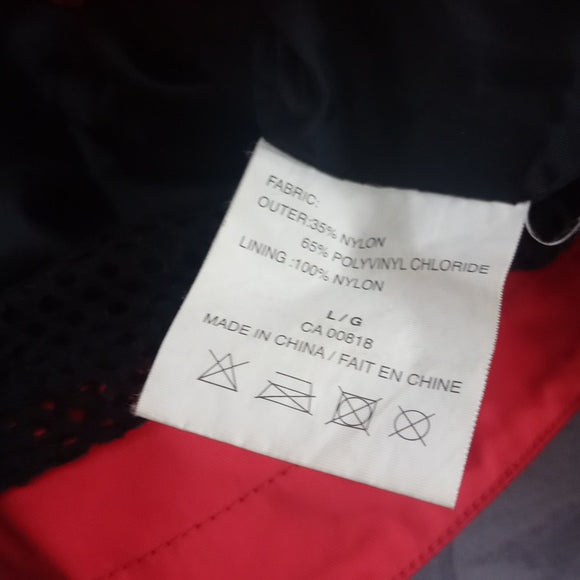 FABRIC:
OUTER:35% NYLON
65% POLYVINYL CHLORIDE
LINING :100% NYLON
L / G
CA 00818
MADE IN CHINA / FAIT EN CHINE